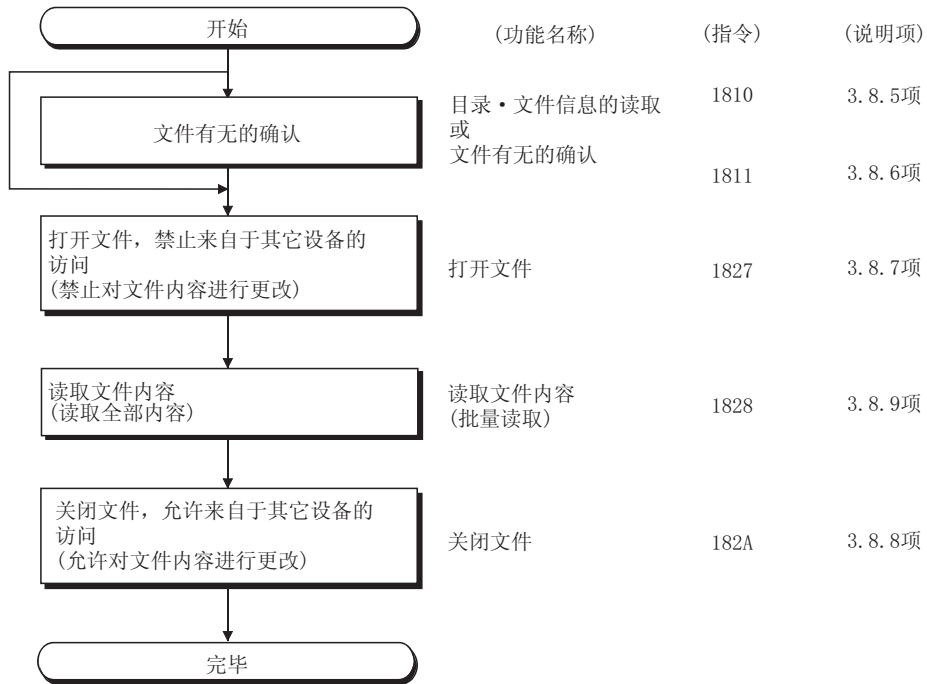 开始
(功能名称) (指令) (说明项)
文件有无的确认
目录·文件信息的读取
或
文件有无的确认
1810 3.8.5项
1811 3.8.6项
打开文件，禁止来自于其它设备的
访问
(禁止对文件内容进行更改)
打开文件 1827 3.8.7项
读取文件内容
(读取全部内容)
读取文件内容
(批量读取)
1828 3.8.9项
关闭文件，允许来自于其它设备的
访问
(允许对文件内容进行更改)
关闭文件 182A 3.8.8项
完毕